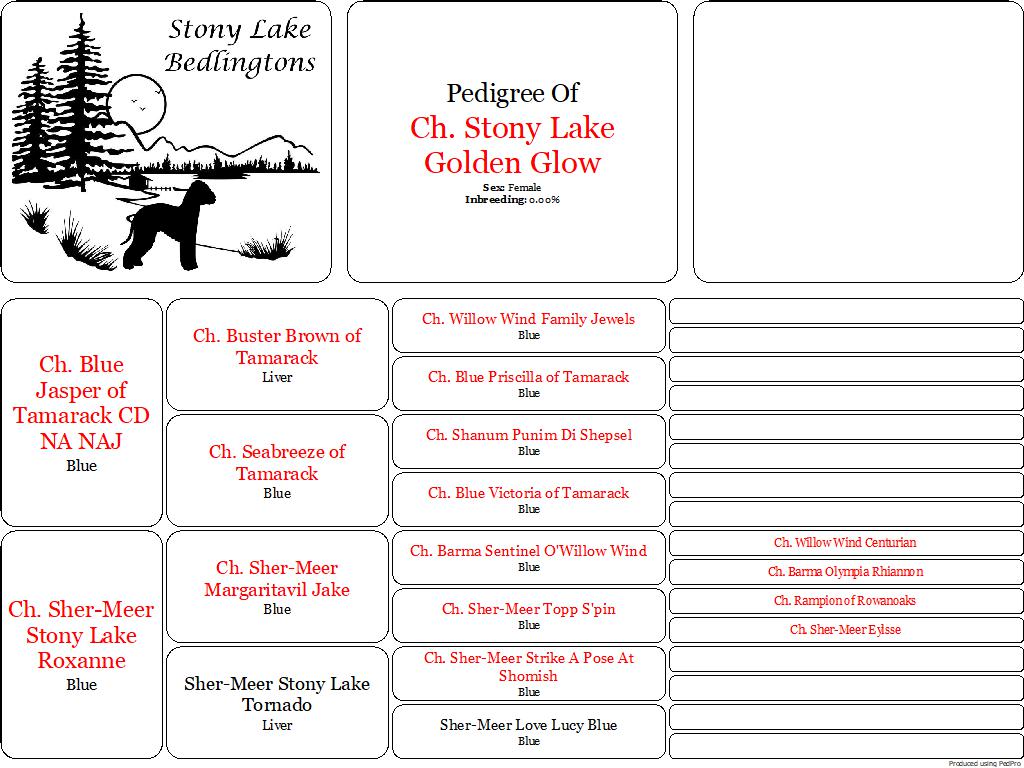 Stony Lake
Bedlingtons
Pedigree Of
Ch. Stony Lake
Golden Glow
Sex: Female
Inbreeding: 0.00%
Ch. Blue
Jasper of
Tamarack CD
NA NAJ
Blue
Ch. Buster Brown of
Tamarack
Liver
Ch. Willow Wind Family Jewels
Blue
Ch. Blue Priscilla of Tamarack
Blue
Ch. Seabreeze of
Tamarack
Blue
Ch. Shanum Punim Di Shepsel
Blue
Ch. Blue Victoria of Tamarack
Blue
Ch. Sher-Meer
Stony Lake
Roxanne
Blue
Ch. Sher-Meer
Margaritavil Jake
Blue
Ch. Barma Sentinel O'Willow Wind
Blue
Ch. Willow Wind Centurian
Ch. Barma Olympia Rhiannon
Ch. Sher-Meer Topp S'pin
Blue
Ch. Rampion of Rowanoaks
Ch. Sher-Meer Eylsse
Sher-Meer Stony Lake
Tornado
Liver
Ch. Sher-Meer Strike A Pose At
Shomish
Blue
Sher-Meer Love Lucy Blue
Blue
Produced using PedPro